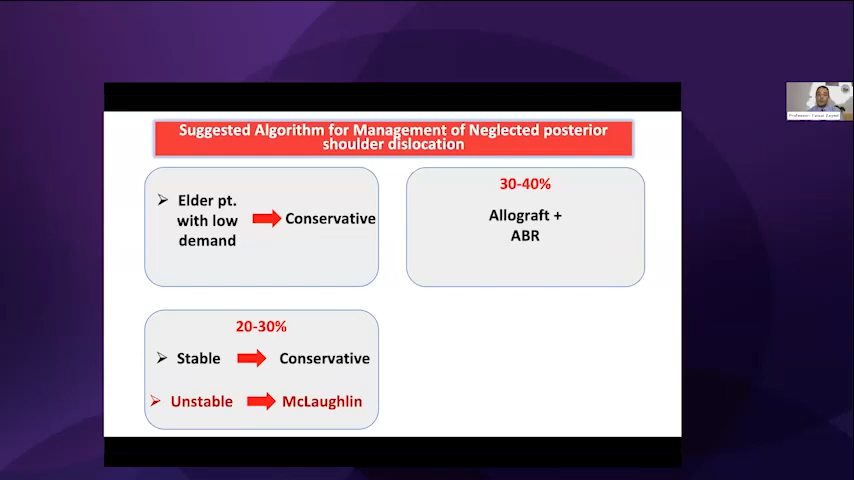 Suggested Algorithm for Management of Neglected posterior
shoulder dislocation
➢ Elder pt.
with low
demand
Conservative
30-40%
Allograft +
ABR
20-30%
➢ Stable
Conservative
➢ Unstable
McLaughlin